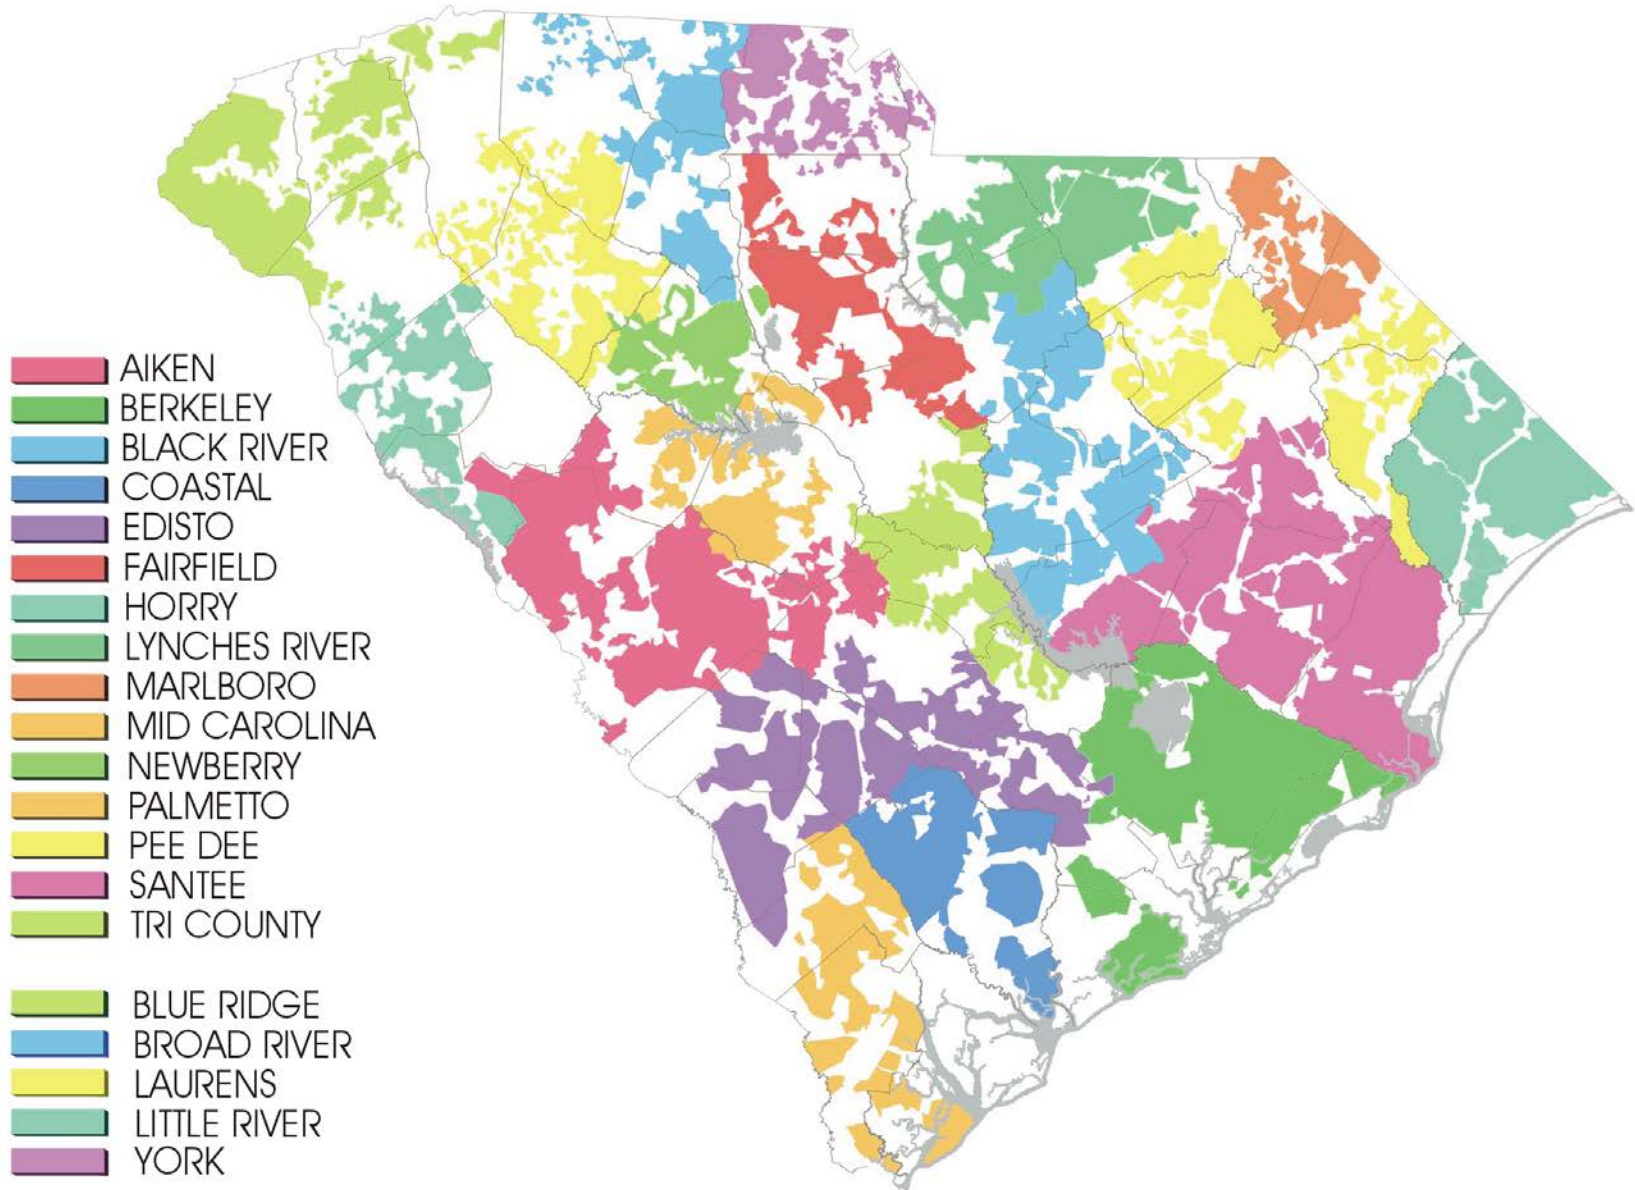 AIKEN
BERKELEY
BLACK RIVER
COASTAL
EDISTO
FAIRFIELD
HORRY
LYNCHES RIVER
MARLBORO
MID CAROLINA
NEWBERRY
PALMETTO
PEE DEE
SANTEE
TRI COUNTY
BLUE RIDGE
BROAD RIVER
LAURENS
LITTLE RIVER
YORK